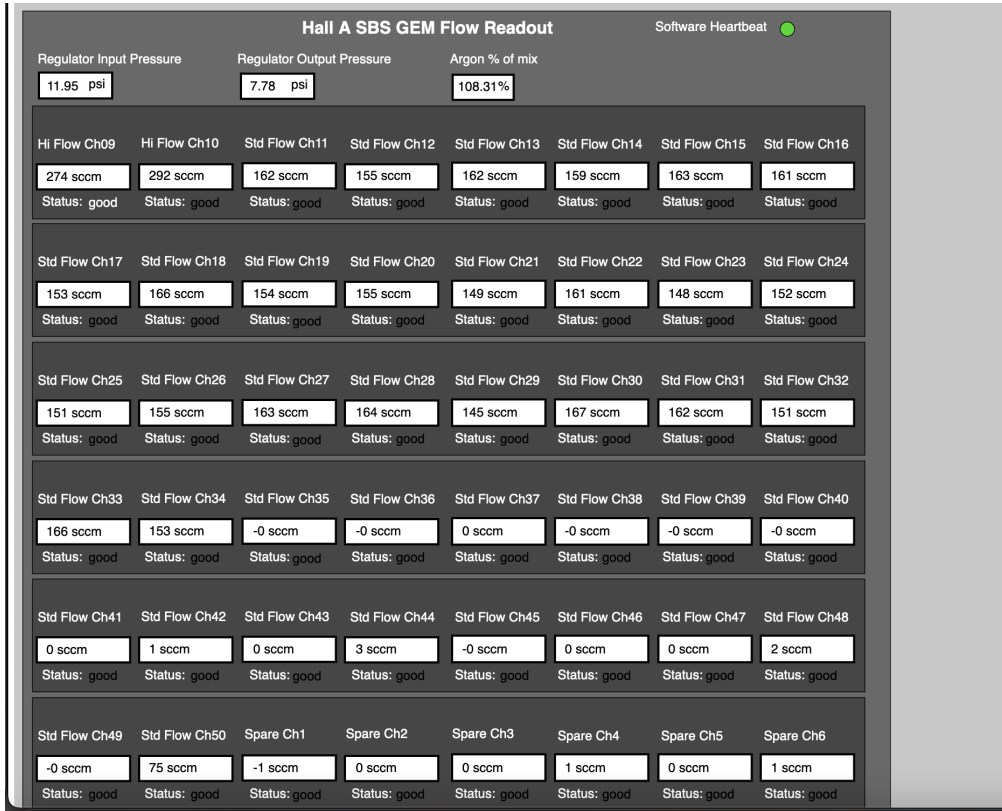 Hall A SBS GEM Flow Readout Software Heartbeat
Regulator Input Pressure Regulator Output Pressure Argon % of mix
11.95 psi 7.78 psi 108.31%
Hi Flow Ch09 Hi Flow Ch10 Std Flow Ch11 Std Flow Ch12 Std Flow Ch13 Std Flow Ch14 Std Flow Ch15 Std Flow Ch16
274 sccm 292 sccm 162 sccm 155 sccm 162 sccm 159 sccm 163 sccm 161 sccm
Status: good Status: good Status: good Status: good Status: good Status: good Status: good Status: good
Std Flow Ch17 Std Flow Ch18 Std Flow Ch19 Std Flow Ch20 Std Flow Ch21 Std Flow Ch22 Std Flow Ch23 Std Flow Ch24
153 sccm 166 sccm 154 sccm 155 sccm 149 sccm 161 sccm 148 sccm 152 sccm
Status: good Status: good Status: good Status: good Status: good Status: good Status: good Status: good
Std Flow Ch25 Std Flow Ch26 Std Flow Ch27 Std Flow Ch28 Std Flow Ch29 Std Flow Ch30 Std Flow Ch31 Std Flow Ch32
151 sccm 155 sccm 163 sccm 164 sccm 145 sccm 167 sccm 162 sccm 151 sccm
Status: good Status: good Status: good Status: good Status: good Status: good Status: good Status: good
Std Flow Ch33 Std Flow Ch34 Std Flow Ch35 Std Flow Ch36 Std Flow Ch37 Std Flow Ch38 Std Flow Ch39 Std Flow Ch40
166 sccm 153 sccm -0 sccm -0 sccm 0 sccm -0 sccm -0 sccm -0 sccm
Status: good Status: good Status: good Status: good Status: good Status: good Status: good Status: good
Std Flow Ch41 Std Flow Ch42 Std Flow Ch43 Std Flow Ch44 Std Flow Ch45 Std Flow Ch46 Std Flow Ch47 Std Flow Ch48
0 sccm 1 sccm 0 sccm 3 sccm -0 sccm 0 sccm 0 sccm 2 sccm
Status: good Status: good Status: good Status: good Status: good Status: good Status: good Status: good
Std Flow Ch49 Std Flow Ch50 Spare Ch1 Spare Ch2 Spare Ch3 Spare Ch4 Spare Ch5 Spare Ch6
-0 sccm 75 sccm -1 sccm 0 sccm 0 sccm 1 sccm 0 sccm 1 sccm
Status: good Status: good Status: good Status: good Status: good Status: good Status: good Status: good